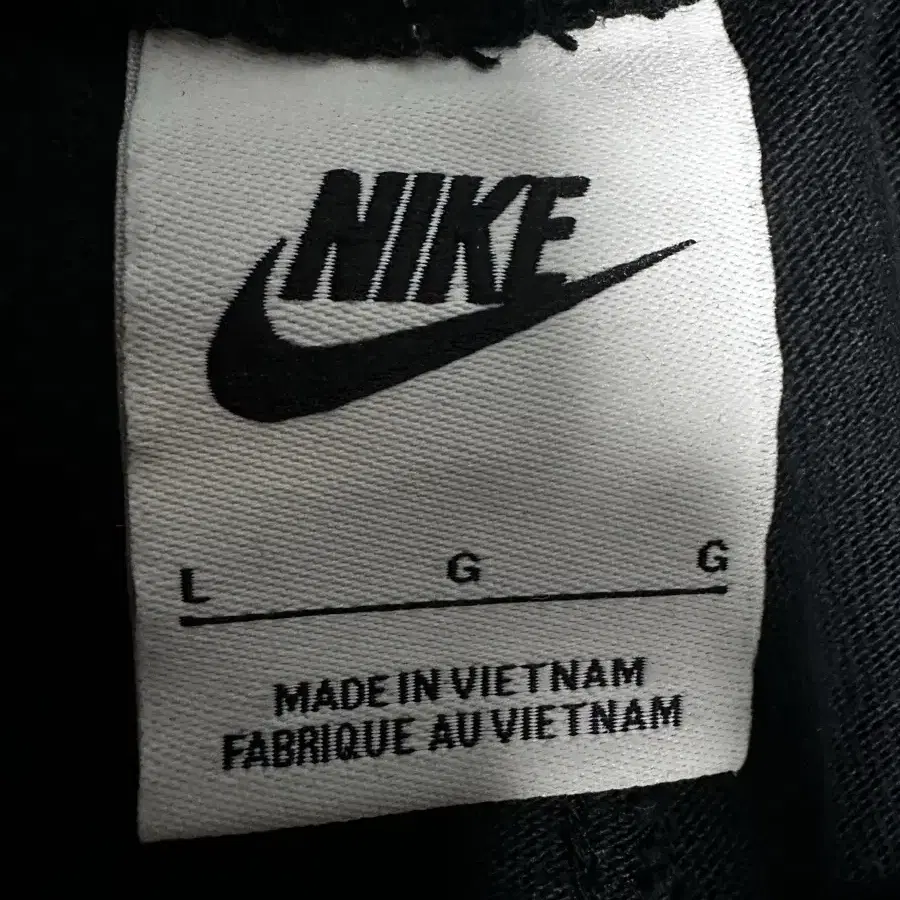 NIKE
L G G
MADE IN VIETNAM
FABRIQUE AU VIETNAM